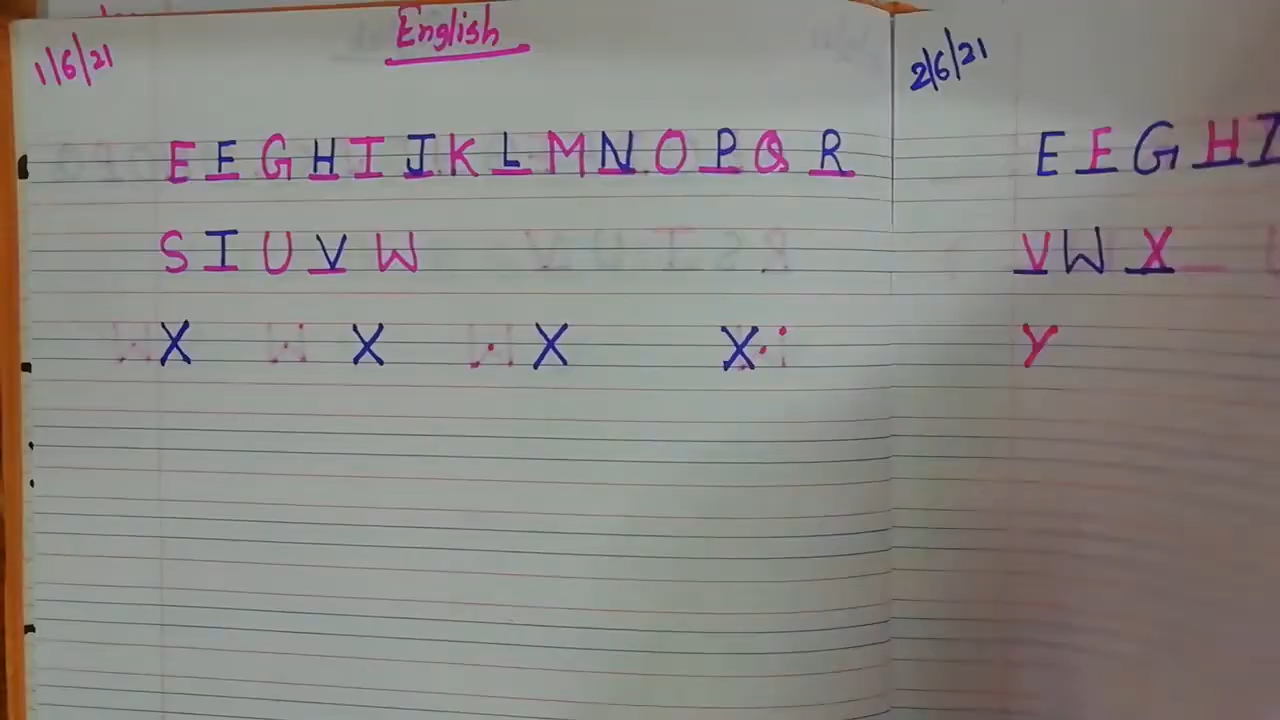 English
1/6/21
E F G H I J K L M N O P Q R
S I U V W
X X X X
2/6/21
E F G H I
V W X
Y